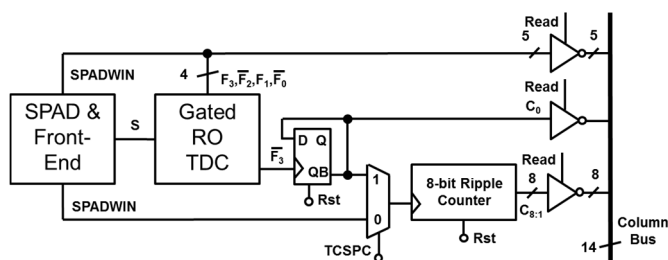 Read
5
5
SPADWIN
4
F3,F̅2,F1,F̅0
Read
C0
SPAD &
Front-
End
S
Gated
RO
TDC
F̅3
D Q
QB
Rst
Read
1
0
8-bit Ripple
Counter
8
8
C8:1
SPADWIN
Rst
TCSPC
Column
Bus
14